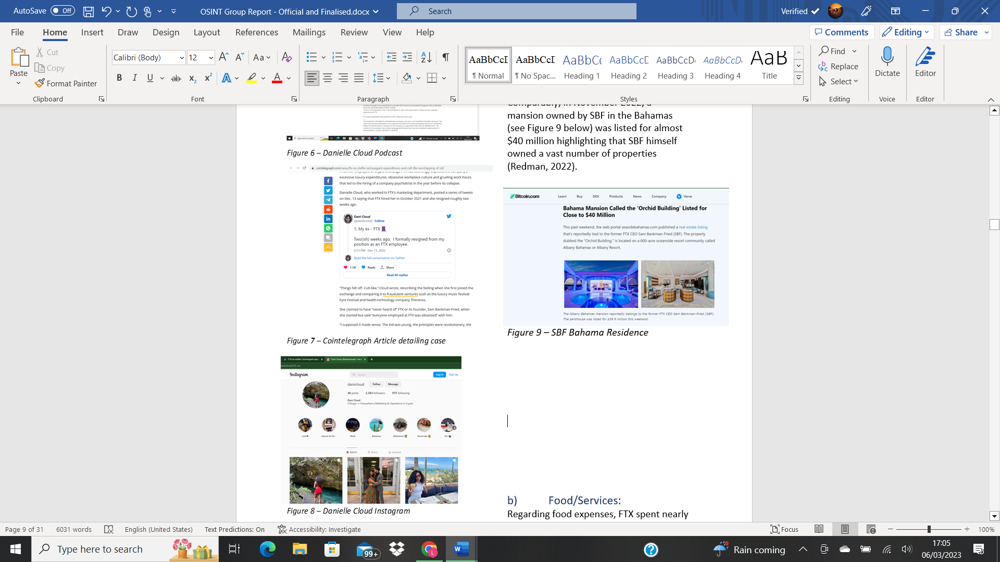 AutoSave Off
OSINT Group Report - Official and Finalised.docx
Search
Verified
File Home Insert Draw Design Layout References Mailings Review View Help
Comments Editing Share
Paste
Cut
Copy
Format Painter
Clipboard
Calibri (Body) 12
Font
Paragraph
AaBbCcI AaBbCcI AaBbCc AaBbCcE AaBbCcDi AaBbCcDi AaB
¶ Normal ¶ No Spac... Heading 1 Heading 2 Heading 3 Heading 4 Title
Styles
Find
Replace
Select
Editing
Dictate
Voice
Editor
Editor
Figure 6 – Danielle Cloud Podcast
cointelegraph.com/news/ftx-ex-staffer-extravagant-expenditures-and-cult-like-worshipping-of-sbf
excessive luxury expenditures, obsessive workplace culture and grueling work hours
that led to the hiring of a company psychiatrist in the year before its collapse.
Danielle Cloud, who worked in FTX's marketing department, posted a series of tweets
on Dec. 13 saying that FTX hired her in October 2021 and she resigned roughly two
weeks ago.
Dani Cloud
@daniicloud · Follow
1. My ex - FTX
Two(ish) weeks ago, I formally resigned from my
position as an FTX employee.
2:53 PM · Dec 13, 2022
Read the full conversation on Twitter
1.5K Reply Share
Read 60 replies
"Things felt off. Cult-like," Cloud wrote, describing the feeling when she first joined the
exchange and comparing it to fraudulent ventures such as the luxury music festival
Fyre Festival and health technology company Theranos.
She claimed to have "never heard of" FTX or its founder, Sam Bankman-Fried, when
she started but said "everyone employed at FTX was obsessed" with him.
"I supposed it made sense. The kid was young, the principles were revolutionary, the
Figure 7 – Cointelegraph Article detailing case
Instagram
Search
Log In Sign Up
daniicloud Follow Message
46 posts 2,383 followers 975 following
Dani Cloud
Chicago → Everywhere | Marketing & Operations in Crypto
Work Bahamas Milestones Good eats
POSTS REELS TAGGED
Figure 8 – Danielle Cloud Instagram
Comparably, in November 2022, a
mansion owned by SBF in the Bahamas
(see Figure 9 below) was listed for almost
$40 million highlighting that SBF himself
owned a vast number of properties
(Redman, 2022).
Bitcoin.com Learn Buy DEX Products News Company Verse
Bahama Mansion Called the 'Orchid Building' Listed for
Close to $40 Million
This past weekend, the web portal seasidebahamas.com published a real estate listing
that's reportedly tied to the former FTX CEO Sam Bankman-Fried (SBF). The property
dubbed the "Orchid Building," is located on a 600-acre oceanside resort community called
Albany Bahamas or Albany Resort.
The Albany Bahamas mansion reportedly belongs to the former FTX CEO Sam Bankman-Fried (SBF).
The penthouse was listed for $39.9 million this weekend.
Figure 9 – SBF Bahama Residence
b) Food/Services:
Regarding food expenses, FTX spent nearly
Page 9 of 31 6031 words English (United States) Text Predictions: On Accessibility: Investigate
Focus 100%
Type here to search
99+
Rain coming
17:05
06/03/2023